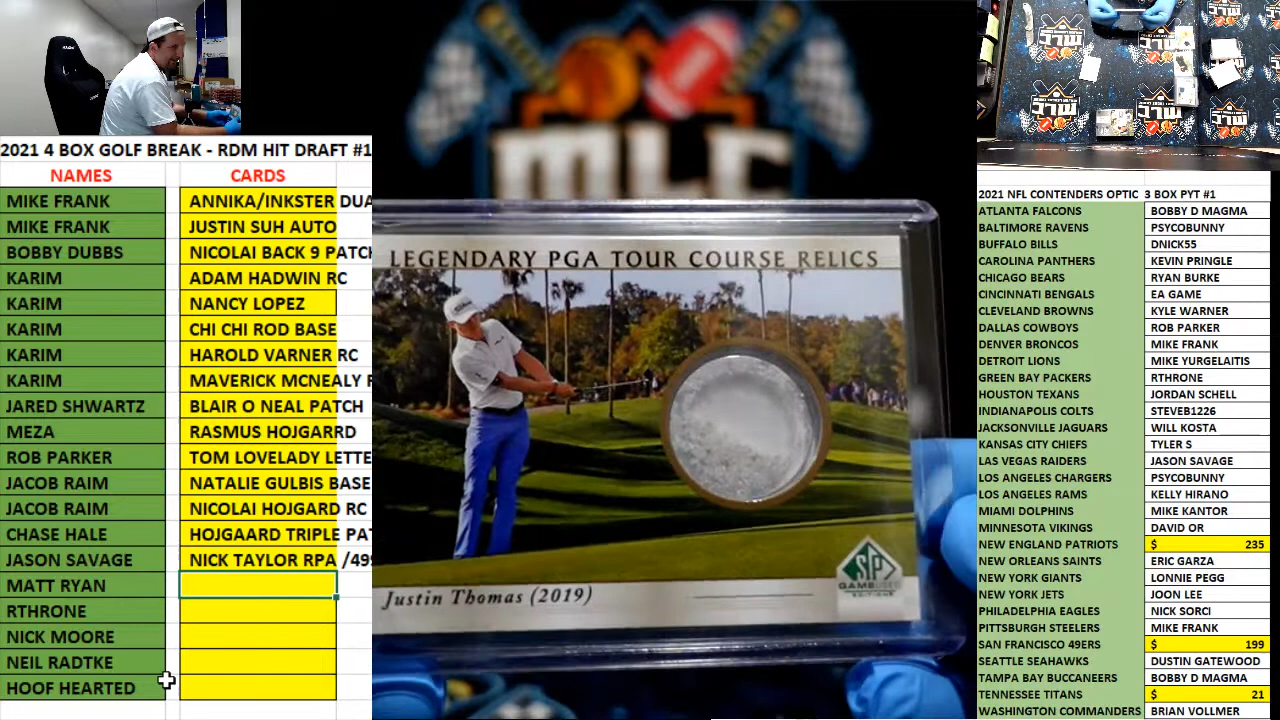 2021 4 BOX GOLF BREAK - RDM HIT DRAFT #1
NAMES CARDS
MIKE FRANK ANNIKA/INKSTER DUA
MIKE FRANK JUSTIN SUH AUTO
BOBBY DUBBS NICOLAI BACK 9 PATCH
KARIM ADAM HADWIN RC
KARIM NANCY LOPEZ
KARIM CHI CHI ROD BASE
KARIM HAROLD VARNER RC
KARIM MAVERICK MCNEALY R
JARED SHWARTZ BLAIR O NEAL PATCH
MEZA RASMUS HOJGARRD
ROB PARKER TOM LOVELADY LETTE
JACOB RAIM NATALIE GULBIS BASE
JACOB RAIM NICOLAI HOJGARD RC
CHASE HALE HOJGAARD TRIPLE PAT
JASON SAVAGE NICK TAYLOR RPA /499
MATT RYAN
RTHRONE
NICK MOORE
NEIL RADTKE
HOOF HEARTED
MLC
LEGENDARY PGA TOUR COURSE RELICS
SP
GAME USED
EDITIONS
Justin Thomas (2019)
2021 NFL CONTENDERS OPTIC 3 BOX PYT #1
ATLANTA FALCONS BOBBY D MAGMA
BALTIMORE RAVENS PSYCOBUNNY
BUFFALO BILLS DNICK55
CAROLINA PANTHERS KEVIN PRINGLE
CHICAGO BEARS RYAN BURKE
CINCINNATI BENGALS EA GAME
CLEVELAND BROWNS KYLE WARNER
DALLAS COWBOYS ROB PARKER
DENVER BRONCOS MIKE FRANK
DETROIT LIONS MIKE YURGELAITIS
GREEN BAY PACKERS RTHRONE
HOUSTON TEXANS JORDAN SCHELL
INDIANAPOLIS COLTS STEVEB1226
JACKSONVILLE JAGUARS WILL KOSTA
KANSAS CITY CHIEFS TYLER S
LAS VEGAS RAIDERS JASON SAVAGE
LOS ANGELES CHARGERS PSYCOBUNNY
LOS ANGELES RAMS KELLY HIRANO
MIAMI DOLPHINS MIKE KANTOR
MINNESOTA VIKINGS DAVID OR
NEW ENGLAND PATRIOTS $ 235
NEW ORLEANS SAINTS ERIC GARZA
NEW YORK GIANTS LONNIE PEGG
NEW YORK JETS JOON LEE
PHILADELPHIA EAGLES NICK SORCI
PITTSBURGH STEELERS MIKE FRANK
SAN FRANCISCO 49ERS $ 199
SEATTLE SEAHAWKS DUSTIN GATEWOOD
TAMPA BAY BUCCANEERS BOBBY D MAGMA
TENNESSEE TITANS $ 21
WASHINGTON COMMANDERS BRIAN VOLLMER